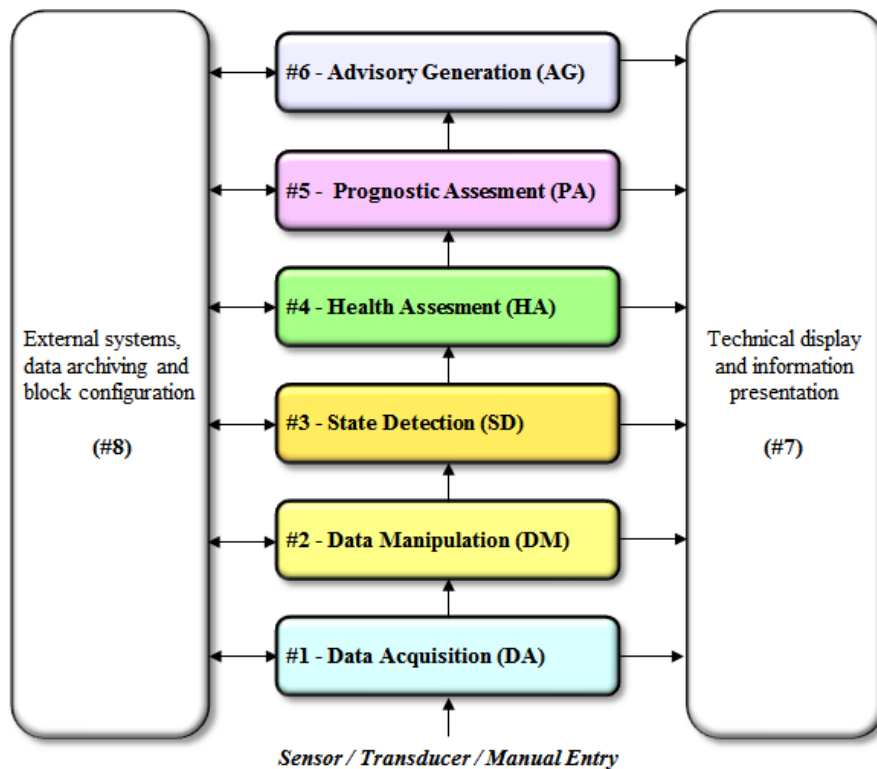 #6 - Advisory Generation (AG)
#5 - Prognostic Assesment (PA)
#4 - Health Assesment (HA)
External systems,
data archiving and
block configuration
(#8)
Technical display
and information
presentation
(#7)
#3 - State Detection (SD)
#2 - Data Manipulation (DM)
#1 - Data Acquisition (DA)
Sensor / Transducer / Manual Entry